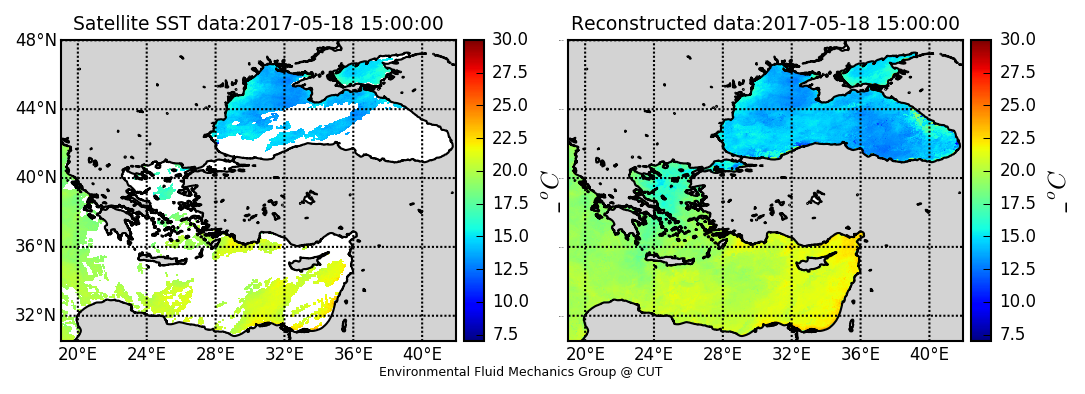 Satellite SST data:2017-05-18 15:00:00
48°N
44°N
40°N
36°N
32°N
20°E 24°E 28°E 32°E 36°E 40°E
30.0
27.5
25.0
22.5
20.0
17.5
15.0
12.5
10.0
7.5
_°C
Reconstructed data:2017-05-18 15:00:00
20°E 24°E 28°E 32°E 36°E 40°E
30.0
27.5
25.0
22.5
20.0
17.5
15.0
12.5
10.0
7.5
_°C
Environmental Fluid Mechanics Group @ CUT